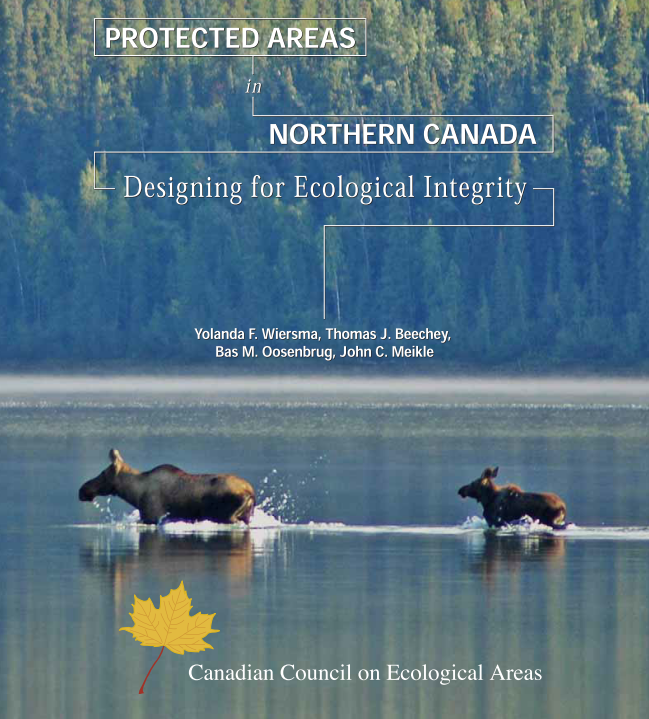 PROTECTED AREAS
in
NORTHERN CANADA
Designing for Ecological Integrity
Yolanda F. Wiersma, Thomas J. Beechey,
Bas M. Oosenbrug, John C. Meikle
Canadian Council on Ecological Areas